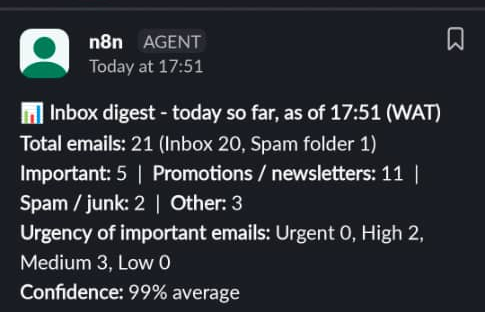 n8n AGENT
Today at 17:51
📊 Inbox digest - today so far, as of 17:51 (WAT)
Total emails: 21 (Inbox 20, Spam folder 1)
Important: 5 | Promotions / newsletters: 11 |
Spam / junk: 2 | Other: 3
Urgency of important emails: Urgent 0, High 2,
Medium 3, Low 0
Confidence: 99% average